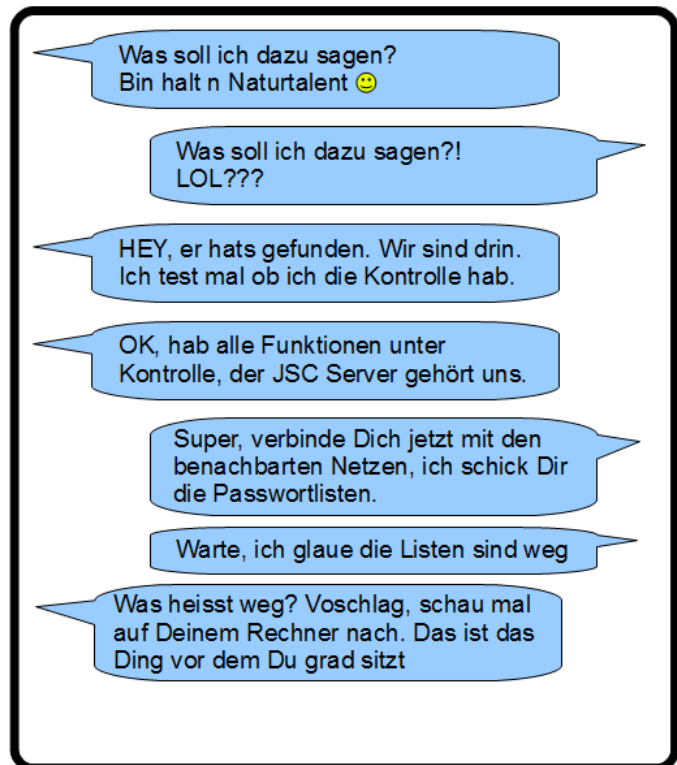 Was soll ich dazu sagen?
Bin halt n Naturtalent 🙂
Was soll ich dazu sagen?!
LOL???
HEY, er hats gefunden. Wir sind drin.
Ich test mal ob ich die Kontrolle hab.
OK, hab alle Funktionen unter
Kontrolle, der JSC Server gehört uns.
Super, verbinde Dich jetzt mit den
benachbarten Netzen, ich schick Dir
die Passwortlisten.
Warte, ich glaue die Listen sind weg
Was heisst weg? Voschlag, schau mal
auf Deinem Rechner nach. Das ist das
Ding vor dem Du grad sitzt